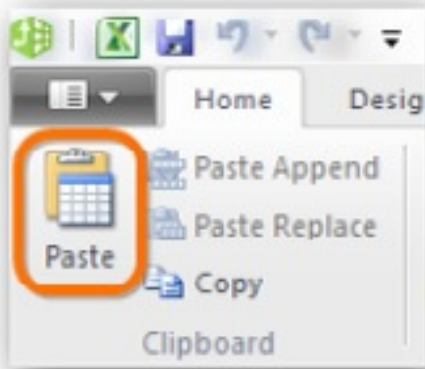 Home Desig
Paste Append
Paste Replace
Paste
Copy
Clipboard